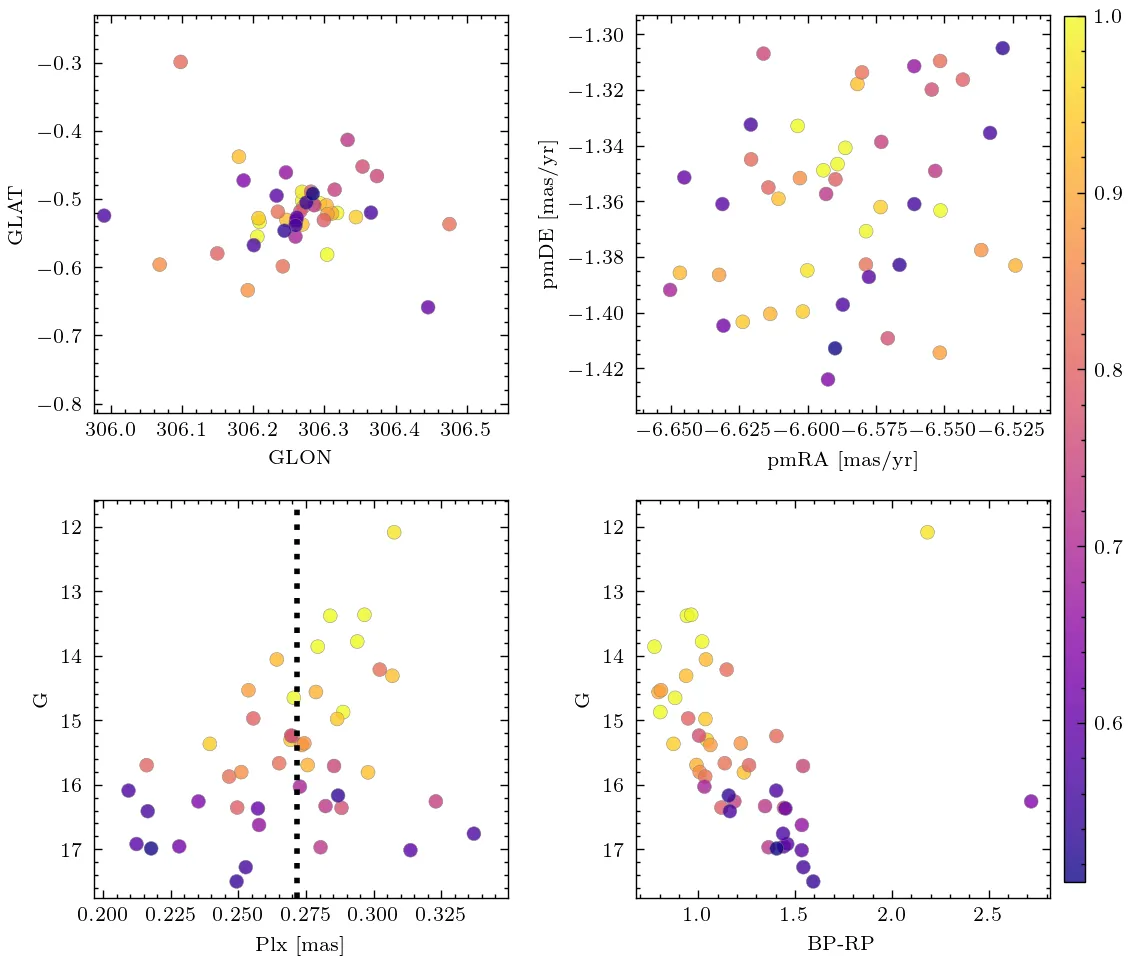 −0.3
−0.4
−0.5
−0.6
−0.7
−0.8
GLAT
306.0 306.1 306.2 306.3 306.4 306.5
GLON
−1.30
−1.32
−1.34
−1.36
−1.38
−1.40
−1.42
pmDE [mas/yr]
−6.650 −6.625 −6.600 −6.575 −6.550 −6.525
pmRA [mas/yr]
1.0
0.9
0.8
0.7
0.6
12
13
14
15
16
17
G
0.200 0.225 0.250 0.275 0.300 0.325
Plx [mas]
12
13
14
15
16
17
G
1.0 1.5 2.0 2.5
BP-RP